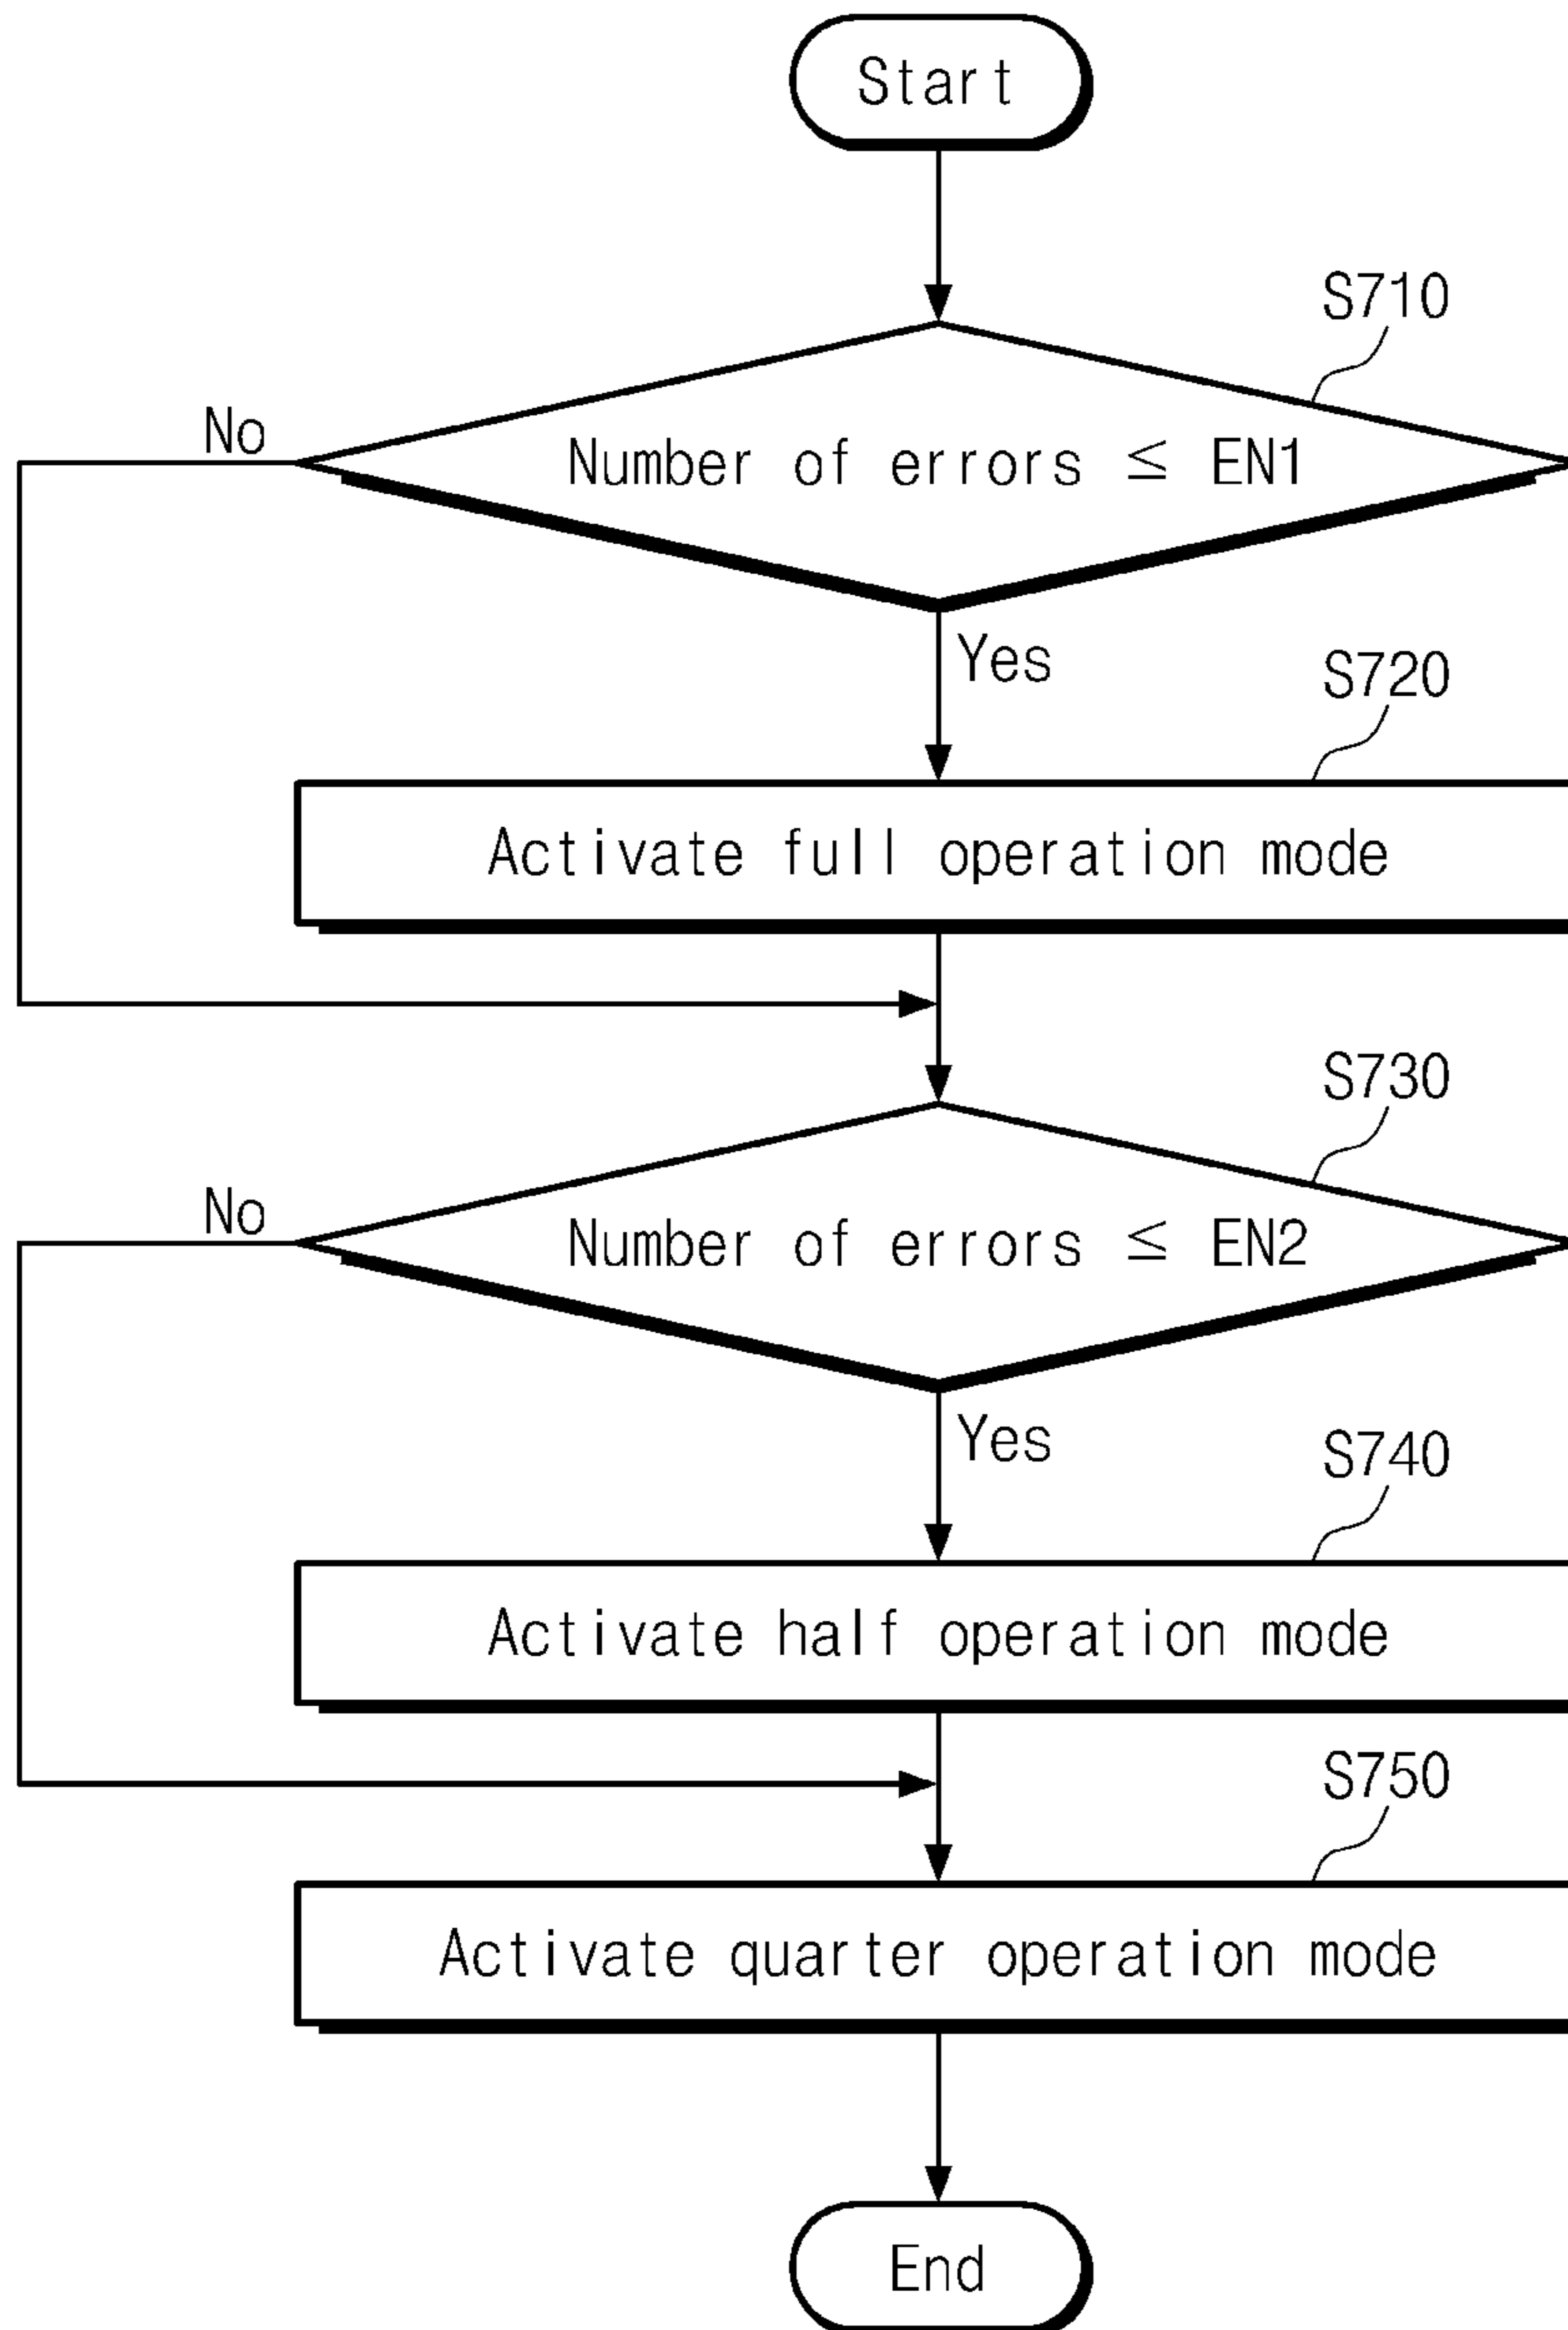 Start
S710
No
Number of errors ≤ EN1
Yes
S720
Activate full operation mode
S730
No
Number of errors ≤ EN2
Yes
S740
Activate half operation mode
S750
Activate quarter operation mode
End